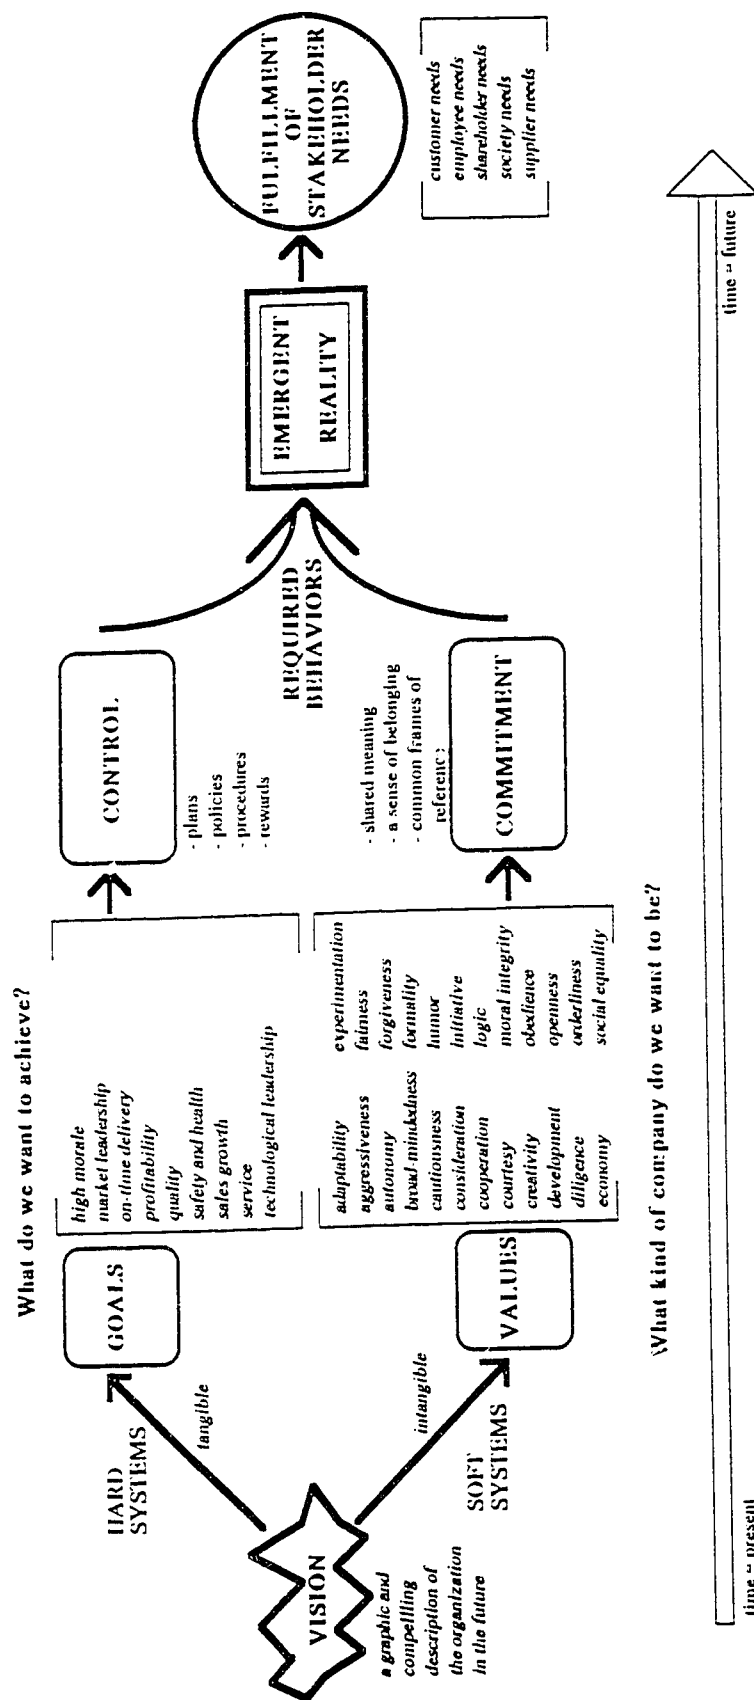 What do we want to achieve?
HARD
SYSTEMS
tangible
GOALS
high morale
market leadership
on-time delivery
profitability
quality
safety and health
sales growth
service
technological leadership
CONTROL
- plans
- policies
- procedures
- rewards
VISION
a graphic and
compelling
description of
the organization
in the future
REQUIRED
BEHAVIORS
EMERGENT
REALITY
FULFILLMENT
OF
STAKEHOLDER
NEEDS
customer needs
employee needs
shareholder needs
society needs
supplier needs
intangible
SOFT
SYSTEMS
VALUES
adaptability
aggressiveness
autonomy
broad-mindedness
cautiousness
consideration
cooperation
courtesy
creativity
development
diligence
economy
experimentation
fairness
forgiveness
formality
humor
initiative
logic
moral integrity
obedience
openness
orderliness
social equality
- shared meaning
- a sense of belonging
- common frames of
reference
COMMITMENT
What kind of company do we want to be?
time = present
time = future